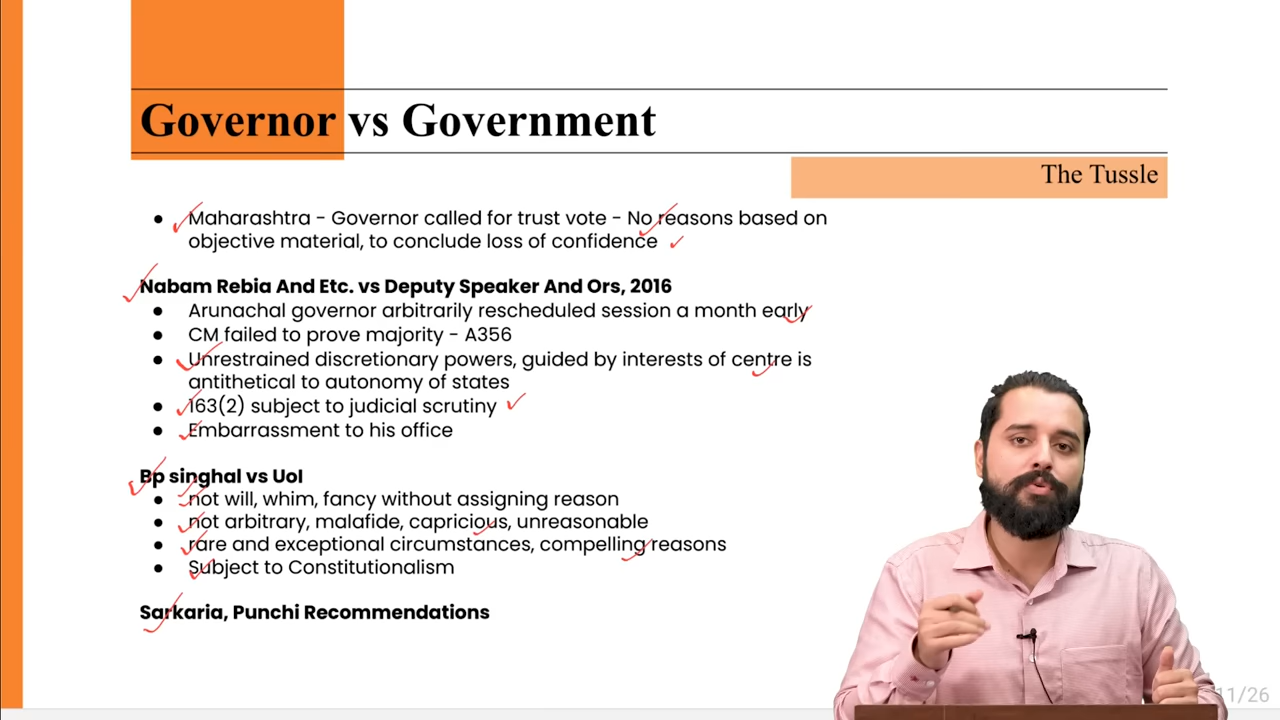 Governor vs Government
The Tussle
● Maharashtra - Governor called for trust vote - No reasons based on
objective material, to conclude loss of confidence
Nabam Rebia And Etc. vs Deputy Speaker And Ors, 2016
● Arunachal governor arbitrarily rescheduled session a month early
● CM failed to prove majority - A356
● Unrestrained discretionary powers, guided by interests of centre is
antithetical to autonomy of states
● 163(2) subject to judicial scrutiny
● Embarrassment to his office
Bp singhal vs UoI
● not will, whim, fancy without assigning reason
● not arbitrary, malafide, capricious, unreasonable
● rare and exceptional circumstances, compelling reasons
● Subject to Constitutionalism
Sarkaria, Punchi Recommendations
11/26